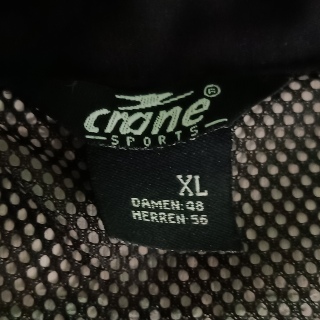 crane®
SPORTS
XL
DAMEN:48
HERREN:56